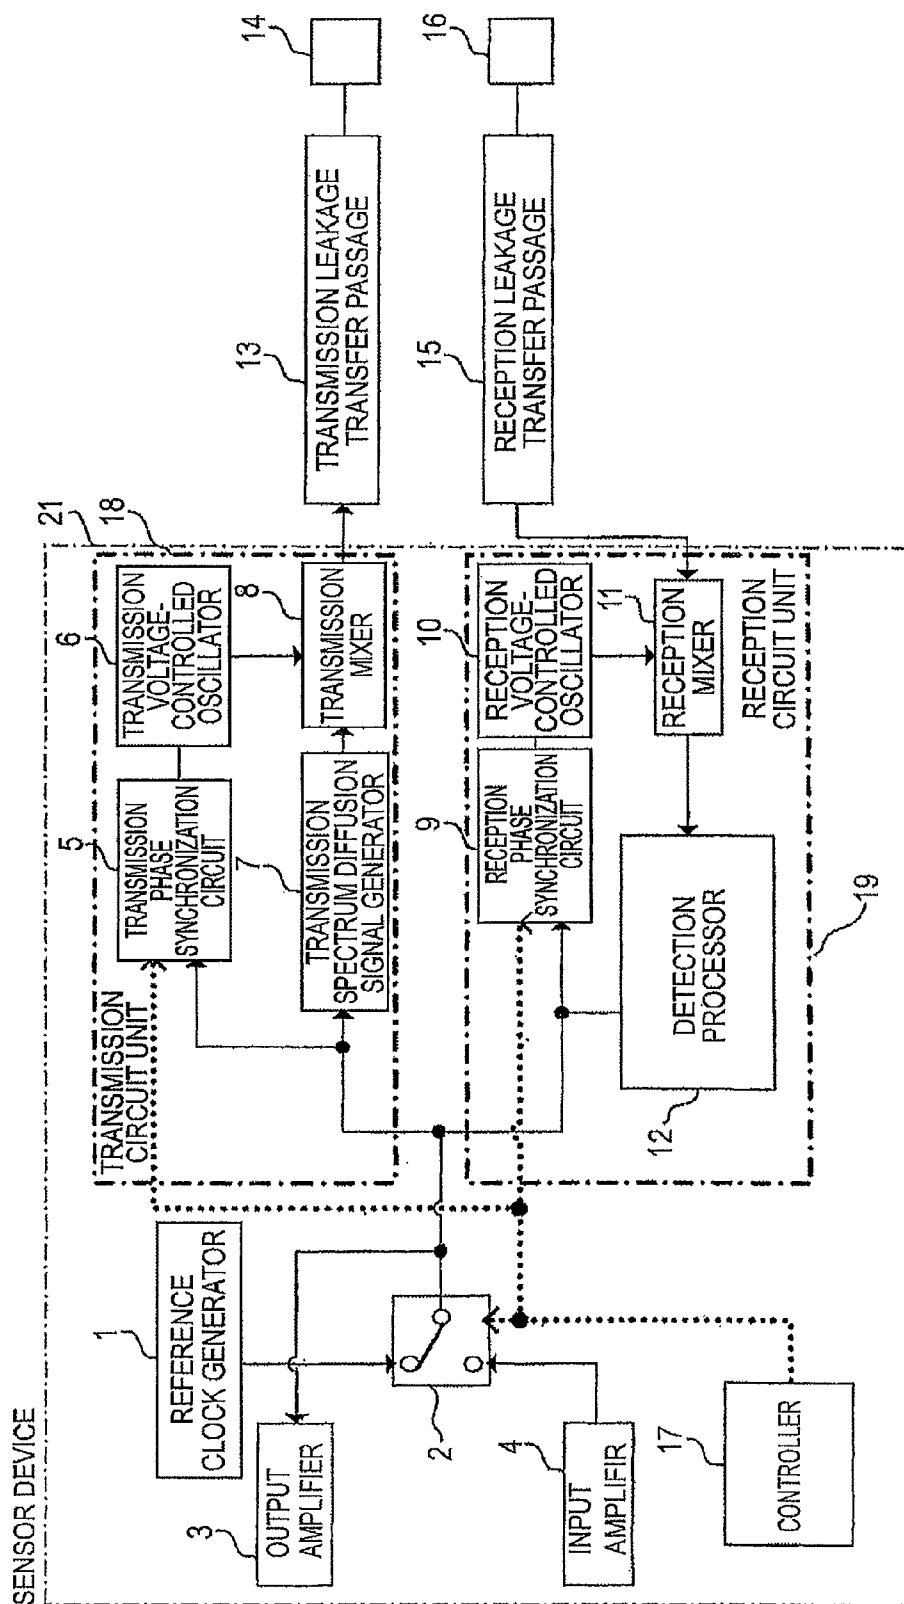 SENSOR DEVICE
21
18
TRANSMISSION
CIRCUIT UNIT
1
REFERENCE
CLOCK GENERATOR
3
OUTPUT
AMPLIFIER
2
4
INPUT
AMPLIFIR
17
CONTROLLER
5
TRANSMISSION
PHASE
SYNCHRONIZATION
CIRCUIT
6
TRANSMISSION
VOLTAGE-
CONTROLLED
OSCILLATOR
7
TRANSMISSION
SPECTRUM DIFFUSION
SIGNAL GENERATOR
8
TRANSMISSION
MIXER
9
RECEPTION
PHASE
SYNCHRONIZATION
CIRCUIT
10
RECEPTION
VOLTAGE-
CONTROLLED
OSCILLATOR
11
RECEPTION
MIXER
RECEPTION
CIRCUIT UNIT
12
DETECTION
PROCESSOR
19
13
TRANSMISSION LEAKAGE
TRANSFER PASSAGE
14
15
RECEPTION LEAKAGE
TRANSFER PASSAGE
16